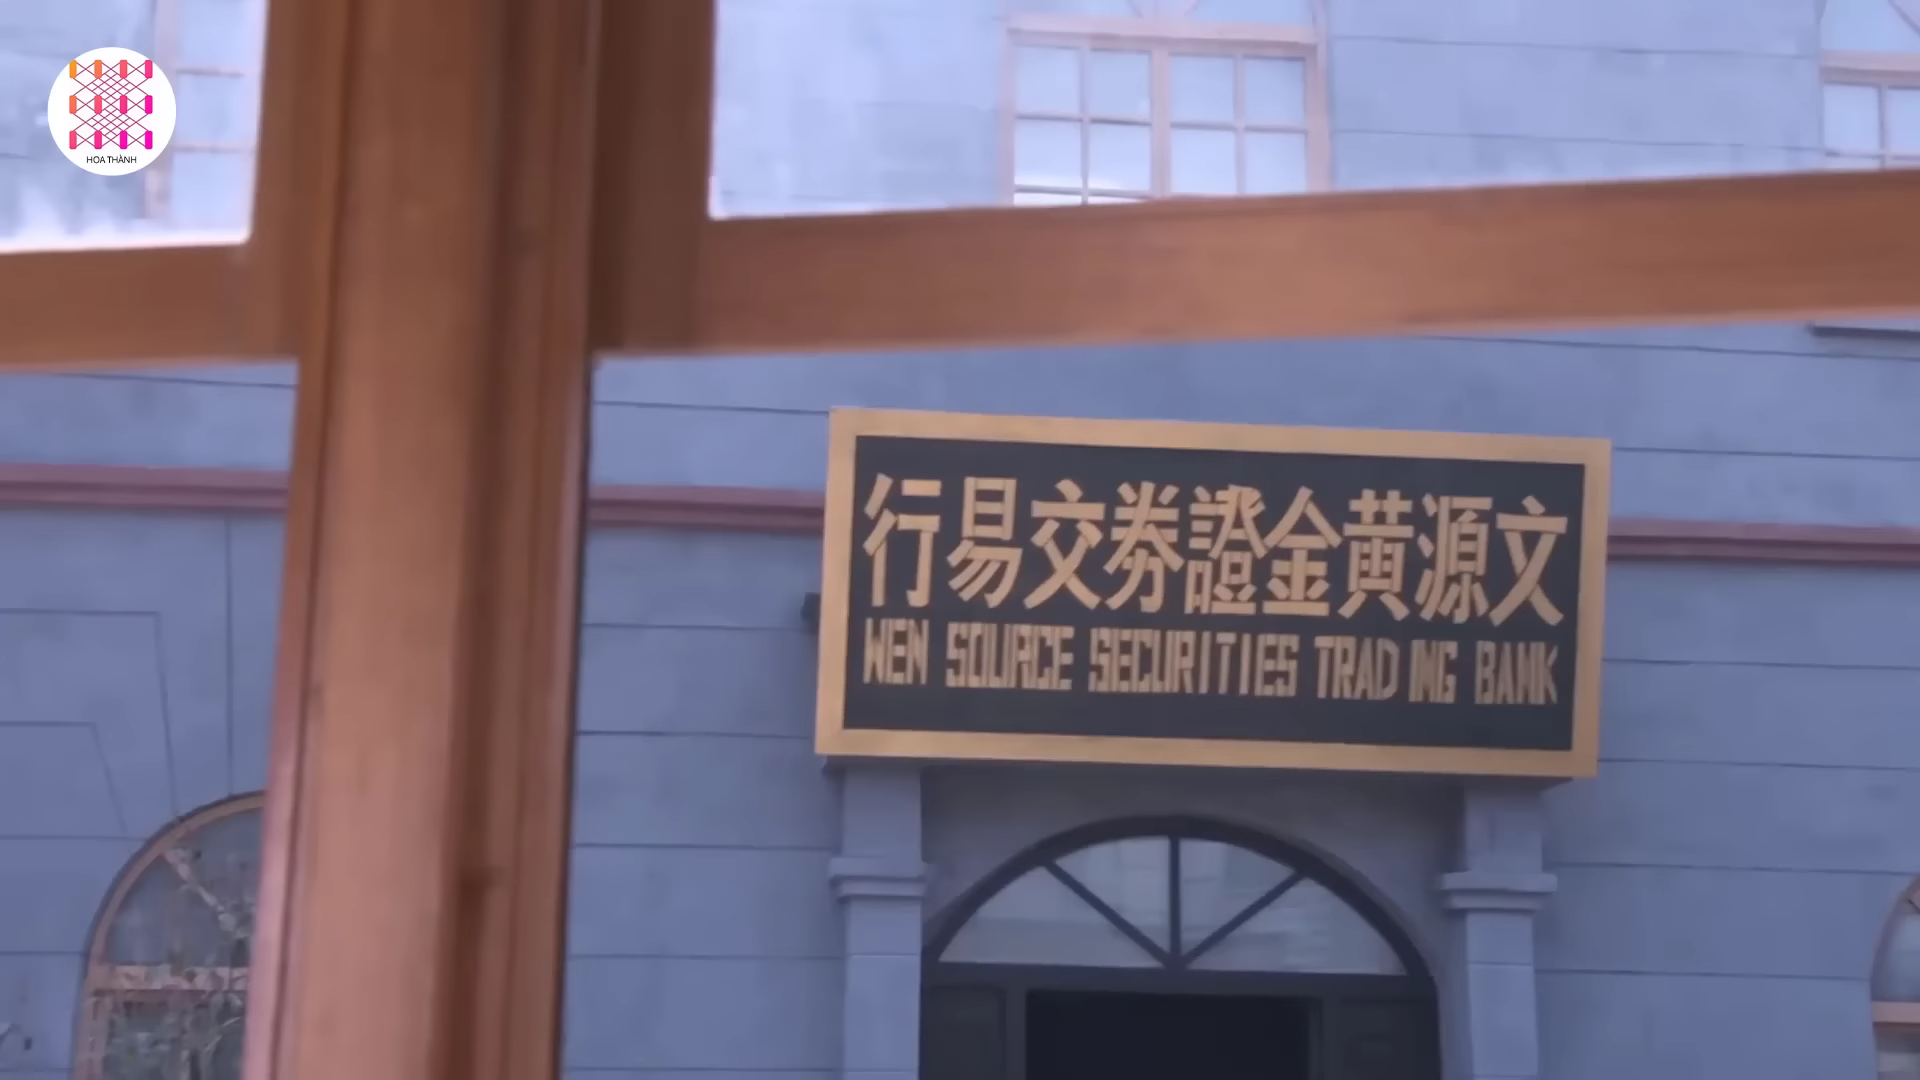 HOA THÀNH
文源黃金證券交易行
WEN SOURCE SECURITIES TRADING BANK